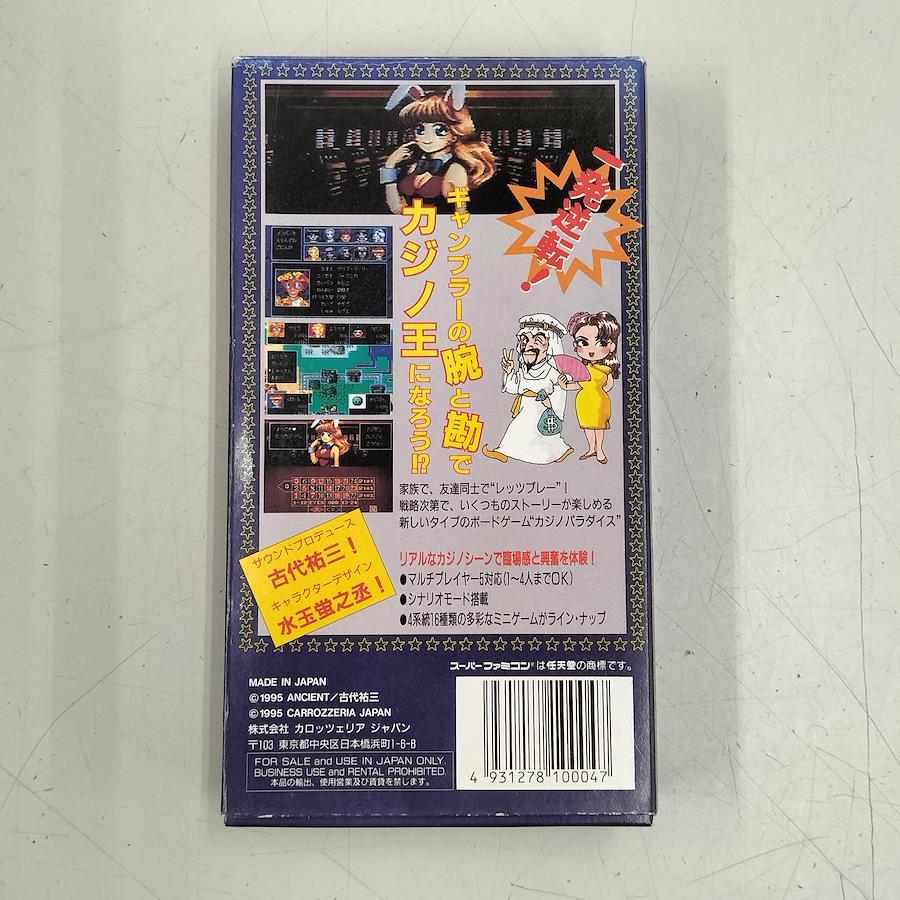 一発逆転!
ギャンブラーの腕と勘で
カジノ王になろう!?
家族で、友達同士で“レッツプレー”!
戦略次第で、いくつものストーリーが楽しめる
新しいタイプのボードゲーム“カジノパラダイス”
リアルなカジノシーンで臨場感と興奮を体験!
●マルチプレイヤー5対応(1〜4人までOK)
●シナリオモード搭載
●4系統16種類の多彩なミニゲームがライン・ナップ
サウンドプロデュース
古代祐三!
キャラクターデザイン
水玉螢之丞!
スーパーファミコン®は任天堂の商標です。
MADE IN JAPAN
©1995 ANCIENT/古代祐三
©1995 CARROZZERIA JAPAN
株式会社 カロッツェリア ジャパン
〒103 東京都中央区日本橋浜町1-6-8
FOR SALE and USE IN JAPAN ONLY.
BUSINESS USE and RENTAL PROHIBITED.
本品の輸出、使用営業及び賃貸を禁じます。
4 931278 100047